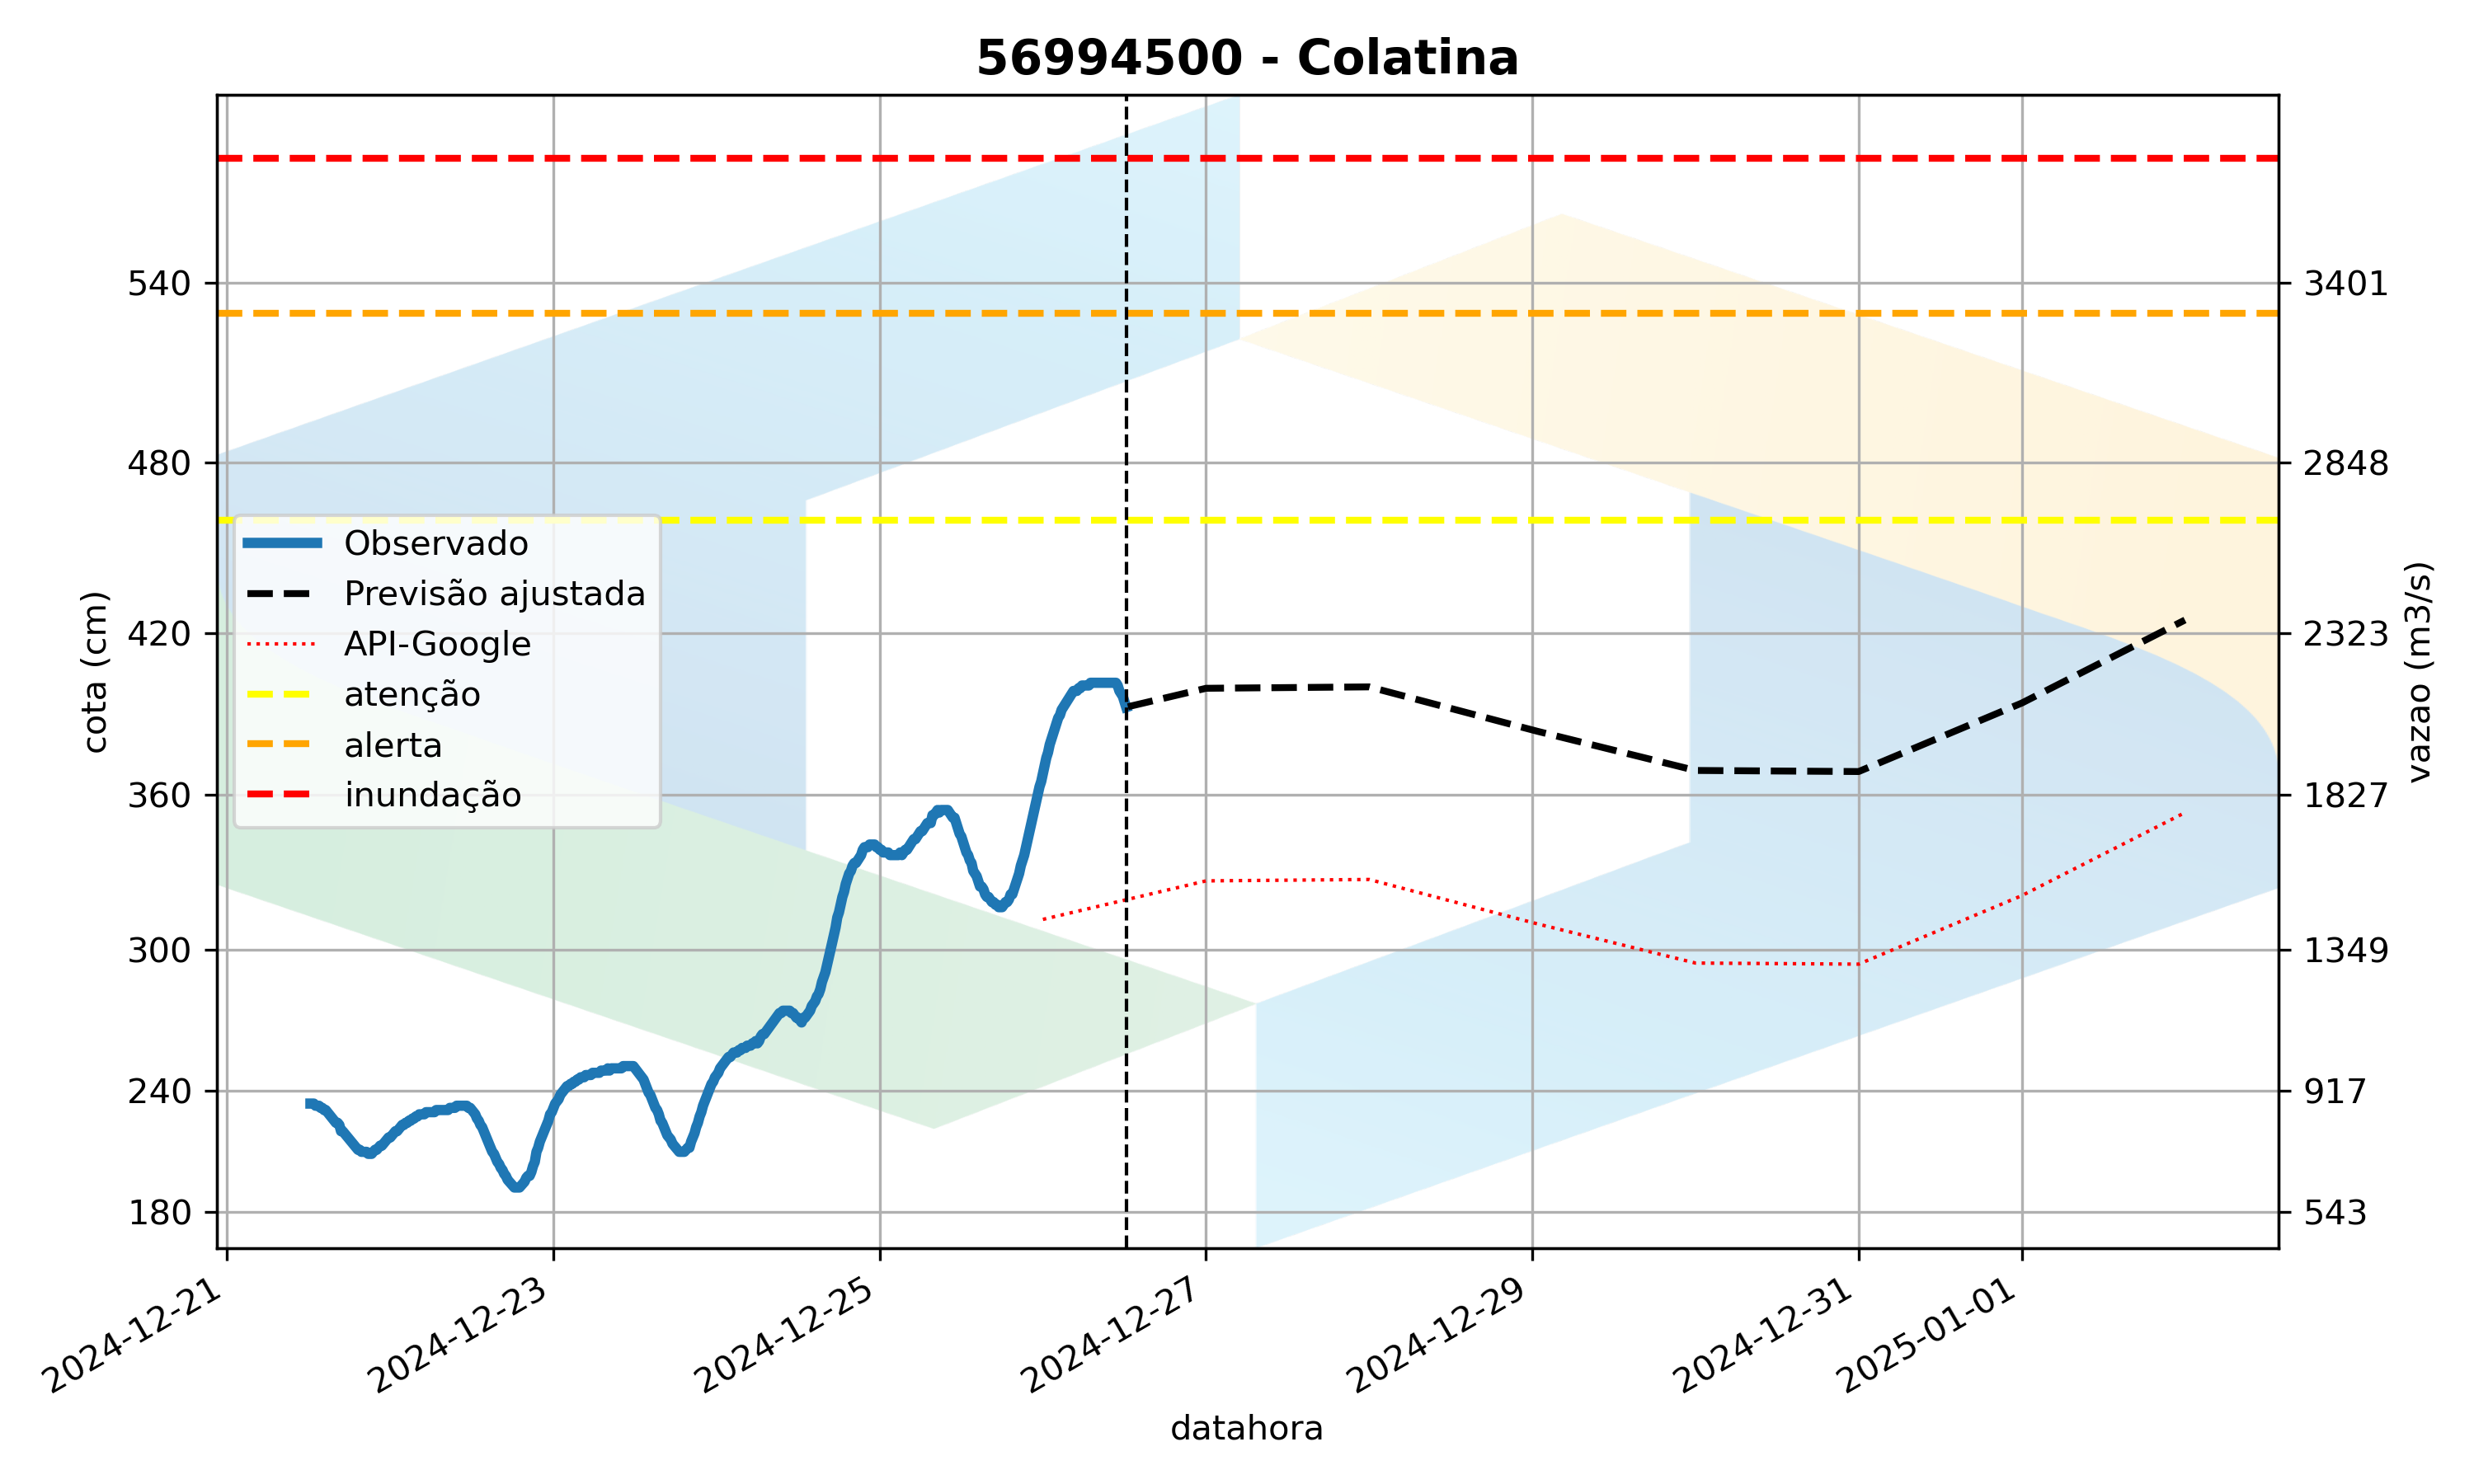 56994500 - Colatina
540
480
420
360
300
240
180
cota (cm)
3401
2848
2323
1827
1349
917
543
vazao (m3/s)
Observado
Previsão ajustada
API-Google
atenção
alerta
inundação
2024-12-21
2024-12-23
2024-12-25
2024-12-27
2024-12-29
2024-12-31
2025-01-01
datahora